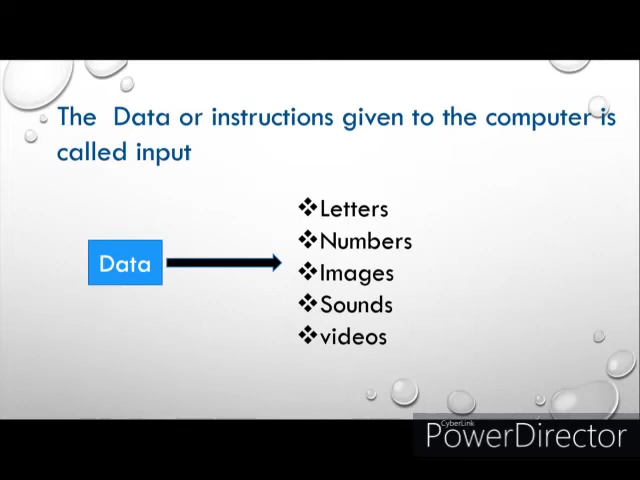 The Data or instructions given to the computer is
called input
Data
❖Letters
❖Numbers
❖Images
❖Sounds
❖videos
CyberLink
PowerDirector